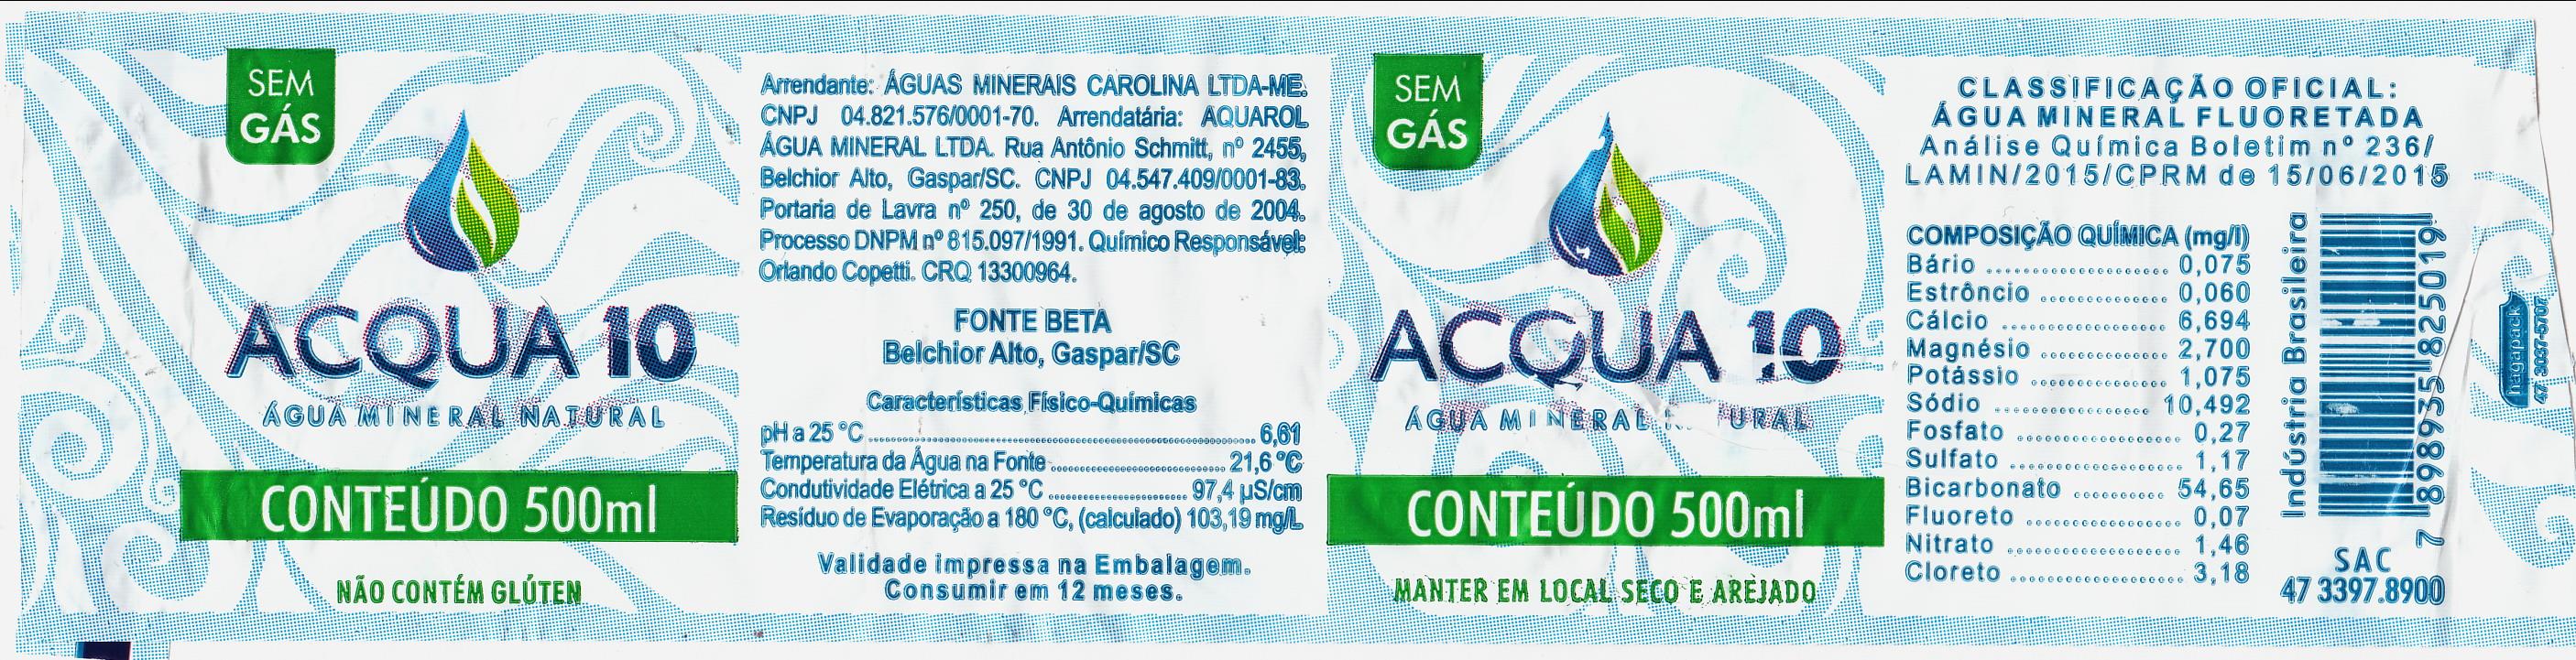 SEM
GÁS
ACQUA 10
ÁGUA MINERAL NATURAL
CONTEÚDO 500ml
NÃO CONTÉM GLÚTEN
Arrendante: ÁGUAS MINERAIS CAROLINA LTDA-ME.
CNPJ 04.821.576/0001-70. Arrendatária: AQUAROL
ÁGUA MINERAL LTDA. Rua Antônio Schmitt, nº 2455,
Belchior Alto, Gaspar/SC. CNPJ 04.547.409/0001-83.
Portaria de Lavra nº 250, de 30 de agosto de 2004.
Processo DNPM nº 815.097/1991. Químico Responsável:
Orlando Copetti. CRQ 13300964.
FONTE BETA
Belchior Alto, Gaspar/SC
Características Físico-Químicas
pH a 25 °C ........ 6,61
Temperatura da Água na Fonte ........ 21,6 °C
Condutividade Elétrica a 25 °C ........ 97,4 µS/cm
Resíduo de Evaporação a 180 °C, (calculado) 103,19 mg/L
Validade impressa na Embalagem.
Consumir em 12 meses.
SEM
GÁS
ACQUA 10
ÁGUA MINERAL URAL
CONTEÚDO 500ml
MANTER EM LOCAL SECO E AREJADO
CLASSIFICAÇÃO OFICIAL:
ÁGUA MINERAL FLUORETADA
Análise Química Boletim nº 236/
LAMIN/2015/CPRM de 15/06/2015
COMPOSIÇÃO QUÍMICA (mg/l)
Bário ........ 0,075
Estrôncio ........ 0,060
Cálcio ........ 6,694
Magnésio ........ 2,700
Potássio ........ 1,075
Sódio ........ 10,492
Fosfato ........ 0,27
Sulfato ........ 1,17
Bicarbonato ........ 54,65
Fluoreto ........ 0,07
Nitrato ........ 1,46
Cloreto ........ 3,18
Indústria Brasileira
7 898935 825019
SAC
47 3397.8900
hagapack
47 3037-5707